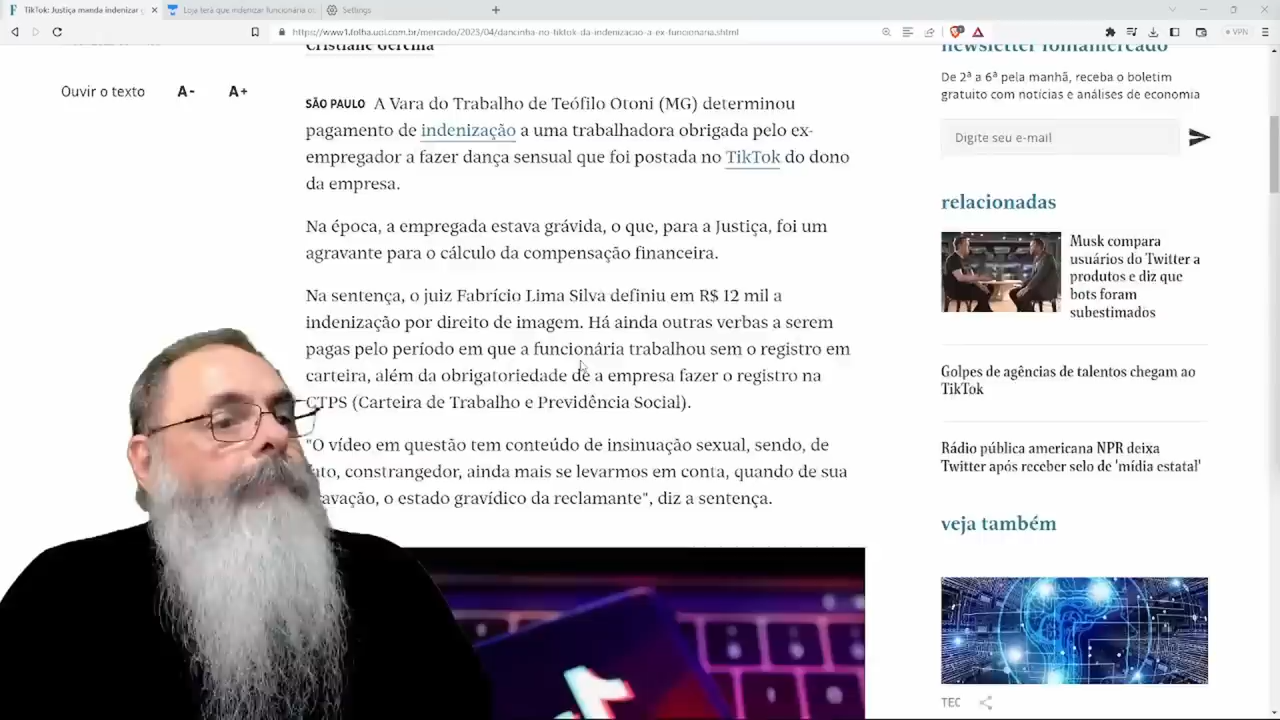 TikTok: Justiça manda indenizar
Loja terá que indenizar funcionária
Settings
https://www1.folha.uol.com.br/mercado/2023/04/dancinha-no-tiktok-da-indenizacao-a-ex-funcionaria.shtml
VPN
Cristiane Gercina
Ouvir o texto A- A+
SÃO PAULO A Vara do Trabalho de Teófilo Otoni (MG) determinou
pagamento de indenização a uma trabalhadora obrigada pelo ex-
empregador a fazer dança sensual que foi postada no TikTok do dono
da empresa.
Na época, a empregada estava grávida, o que, para a Justiça, foi um
agravante para o cálculo da compensação financeira.
Na sentença, o juiz Fabrício Lima Silva definiu em R$ 12 mil a
indenização por direito de imagem. Há ainda outras verbas a serem
pagas pelo período em que a funcionária trabalhou sem o registro em
carteira, além da obrigatoriedade de a empresa fazer o registro na
CTPS (Carteira de Trabalho e Previdência Social).
"O vídeo em questão tem conteúdo de insinuação sexual, sendo, de
ato, constrangedor, ainda mais se levarmos em conta, quando de sua
avação, o estado gravídico da reclamante", diz a sentença.
newsletter folhamercado
De 2ª a 6ª pela manhã, receba o boletim
gratuito com notícias e análises de economia
Digite seu e-mail
relacionadas
Musk compara
usuários do Twitter a
produtos e diz que
bots foram
subestimados
Golpes de agências de talentos chegam ao
TikTok
Rádio pública americana NPR deixa
Twitter após receber selo de 'mídia estatal'
veja também
TEC